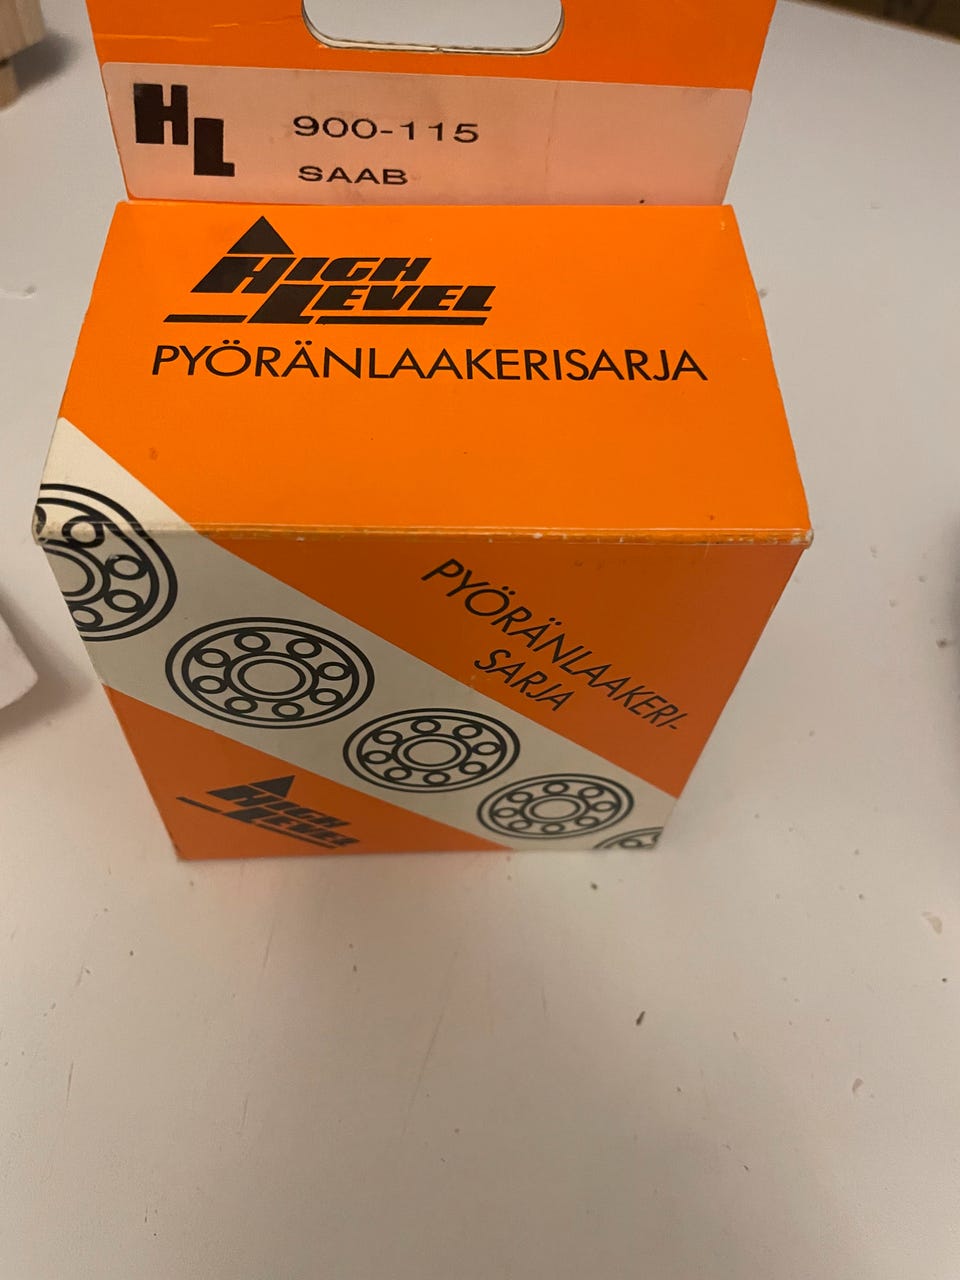 HL
900-115
SAAB
HIGH
LEVEL
PYÖRÄNLAAKERISARJA
PYÖRÄNLAAKERI-
SARJA
HIGH
LEVEL